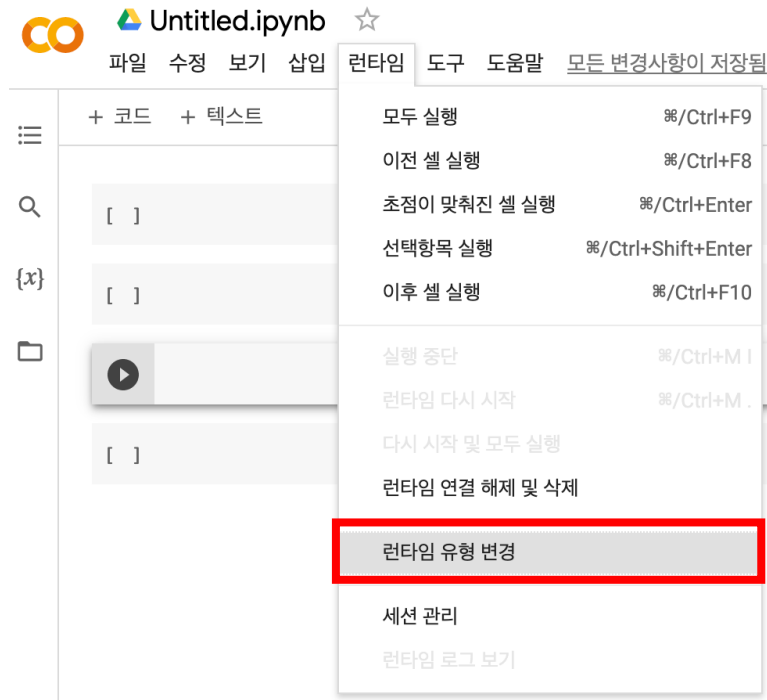 Untitled.ipynb
파일 수정 보기 삽입 런타임 도구 도움말 모든 변경사항이 저장됨
+ 코드 + 텍스트
모두 실행 ⌘/Ctrl+F9
이전 셀 실행 ⌘/Ctrl+F8
초점이 맞춰진 셀 실행 ⌘/Ctrl+Enter
선택항목 실행 ⌘/Ctrl+Shift+Enter
이후 셀 실행 ⌘/Ctrl+F10
실행 중단 ⌘/Ctrl+M I
런타임 다시 시작 ⌘/Ctrl+M .
다시 시작 및 모두 실행
런타임 연결 해제 및 삭제
런타임 유형 변경
세션 관리
런타임 로그 보기
{x}
[ ]
[ ]
[ ]